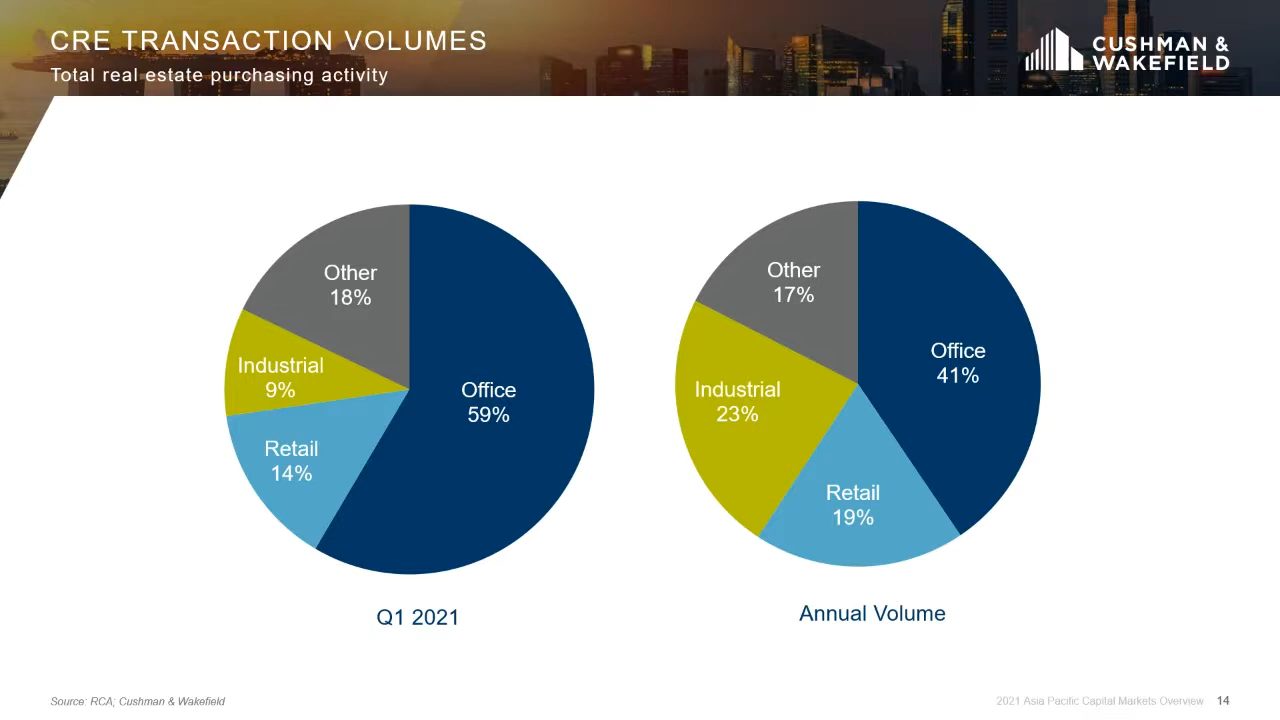 CRE TRANSACTION VOLUMES
Total real estate purchasing activity
CUSHMAN &
WAKEFIELD
Other
18%
Industrial
9%
Office
59%
Retail
14%
Q1 2021
Other
17%
Office
41%
Industrial
23%
Retail
19%
Annual Volume
Source: RCA; Cushman & Wakefield
2021 Asia Pacific Capital Markets Overview 14